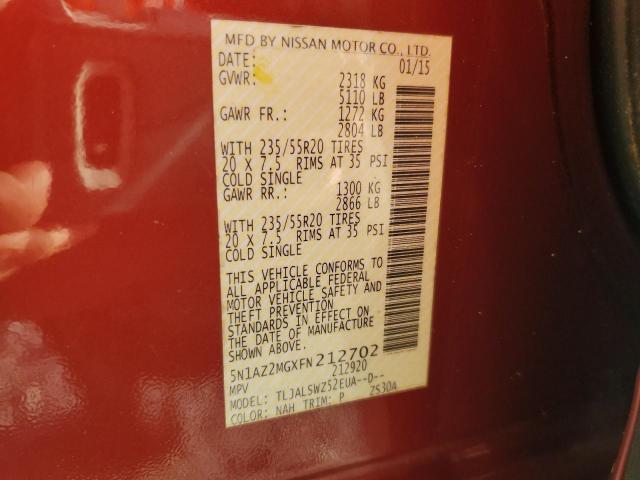 MFD BY NISSAN MOTOR CO., LTD.
DATE: 01/15
GVWR: 2318 KG
5110 LB
GAWR FR.: 1272 KG
2804 LB
WITH 235/55R20 TIRES
20 X 7.5 RIMS AT 35 PSI
COLD SINGLE
GAWR RR.: 1300 KG
2866 LB
WITH 235/55R20 TIRES
20 X 7.5 RIMS AT 35 PSI
COLD SINGLE
THIS VEHICLE CONFORMS TO
ALL APPLICABLE FEDERAL
MOTOR VEHICLE SAFETY AND
THEFT PREVENTION
STANDARDS IN EFFECT ON
THE DATE OF MANUFACTURE
SHOWN ABOVE.
5N1AZ2MGXFN212702
MPV 212920
MODEL: TLJALSWZ52EUA--D--
COLOR: NAH TRIM: P ZS30A